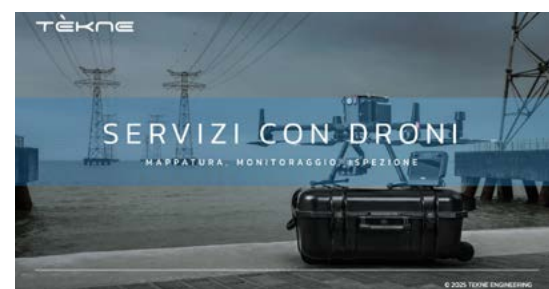 TÈKNE
SERVIZI CON DRONI
MAPPATURA, MONITORAGGIO, ISPEZIONE
© 2025 TEKNE ENGINEERING